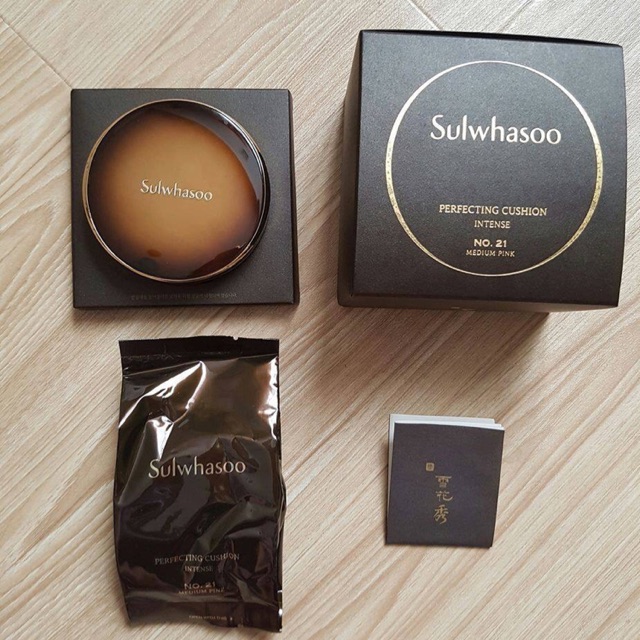 Sulwhasoo
Sulwhasoo
PERFECTING CUSHION
INTENSE
NO. 21
MEDIUM PINK
Sulwhasoo
PERFECTING CUSHION
INTENSE
NO. 21
MEDIUM PINK
雪花秀